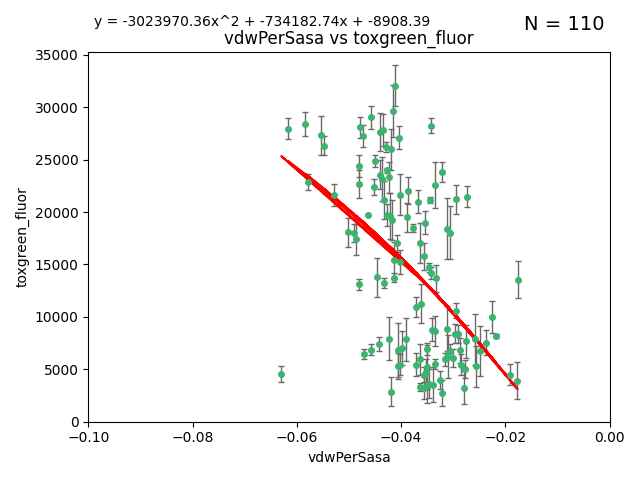 y = -3023970.36x^2 + -734182.74x + -8908.39
N = 110
vdwPerSasa vs toxgreen_fluor
35000
30000
25000
20000
15000
10000
5000
0
toxgreen_fluor
−0.10 −0.08 −0.06 −0.04 −0.02 0.00
vdwPerSasa